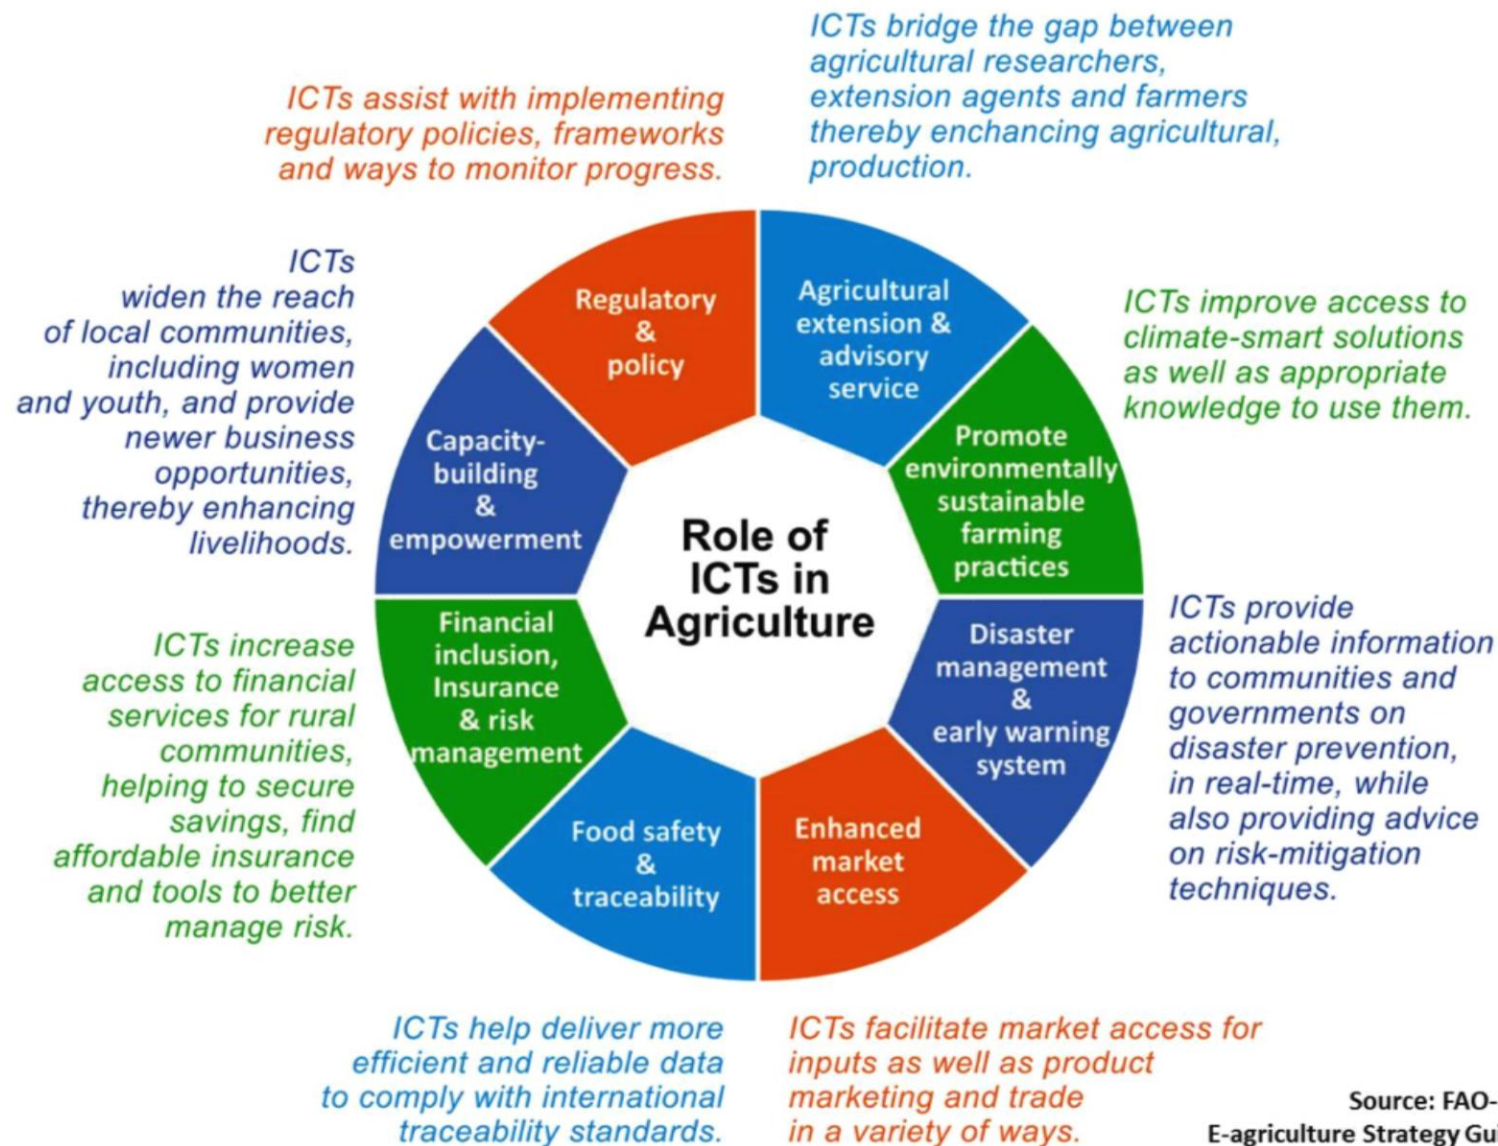 ICTs bridge the gap between
agricultural researchers,
extension agents and farmers
thereby enchancing agricultural,
production.
ICTs assist with implementing
regulatory policies, frameworks
and ways to monitor progress.
ICTs
widen the reach
of local communities,
including women
and youth, and provide
newer business
opportunities,
thereby enhancing
livelihoods.
Regulatory
&
policy
Agricultural
extension &
advisory
service
ICTs improve access to
climate-smart solutions
as well as appropriate
knowledge to use them.
Capacity-
building
&
empowerment
Promote
environmentally
sustainable
farming
practices
Role of
ICTs in
Agriculture
Financial
inclusion,
Insurance
& risk
management
Disaster
management
&
early warning
system
ICTs provide
actionable information
to communities and
governments on
disaster prevention,
in real-time, while
also providing advice
on risk-mitigation
techniques.
ICTs increase
access to financial
services for rural
communities,
helping to secure
savings, find
affordable insurance
and tools to better
manage risk.
Food safety
&
traceability
Enhanced
market
access
ICTs help deliver more
efficient and reliable data
to comply with international
traceability standards.
ICTs facilitate market access for
inputs as well as product
marketing and trade
in a variety of ways.
Source: FAO-
E-agriculture Strategy Gu